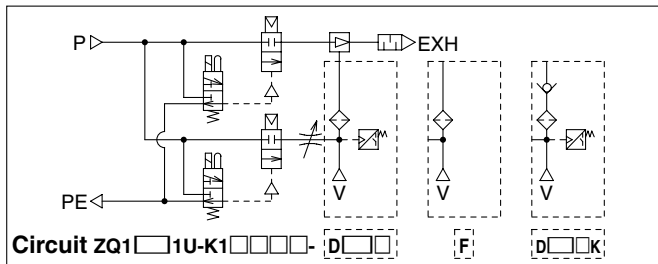 P EXH
V V V
PE
Circuit ZQ1□1U-K1□□□□- D□□ F D□□K